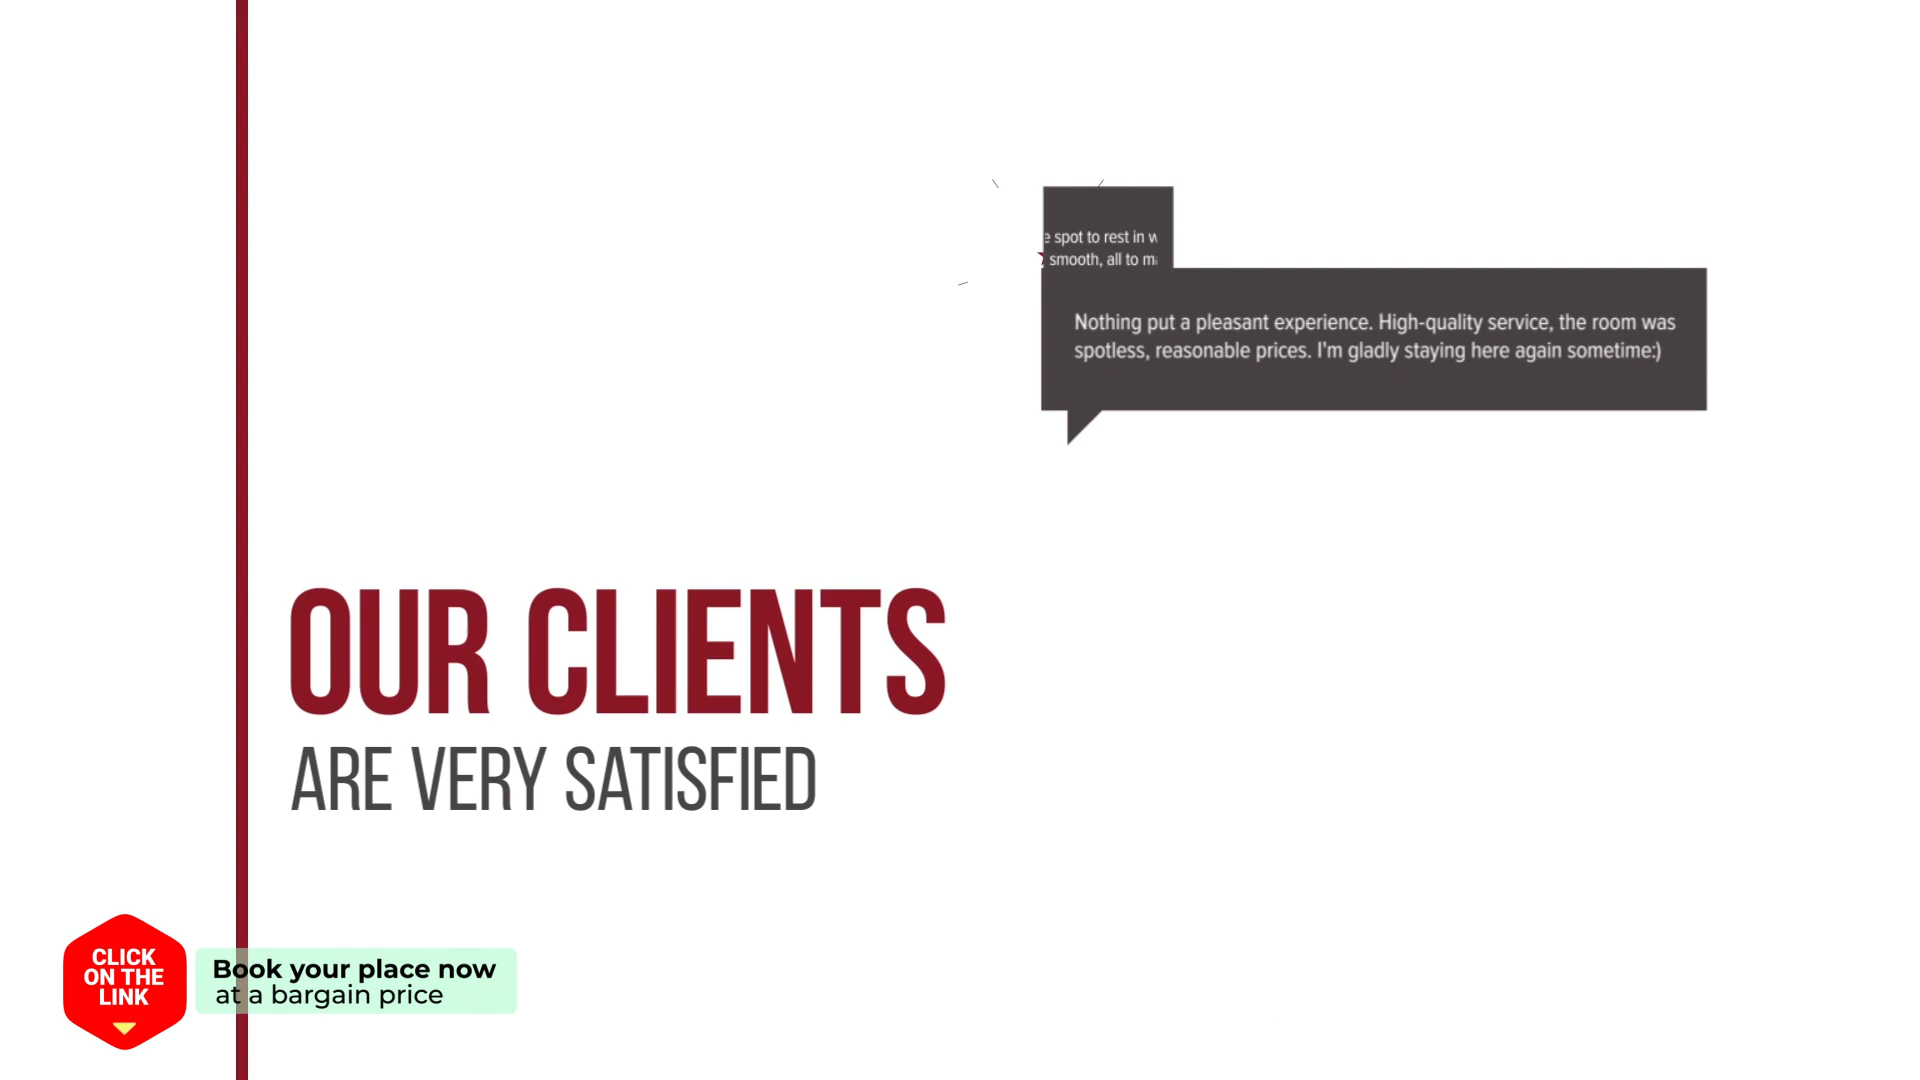 spot to rest in
smooth, all to
Nothing put a pleasant experience. High-quality service, the room was
spotless, reasonable prices. I'm gladly staying here again sometime:)
OUR CLIENTS
ARE VERY SATISFIED
CLICK
ON THE
LINK
Book your place now
at a bargain price